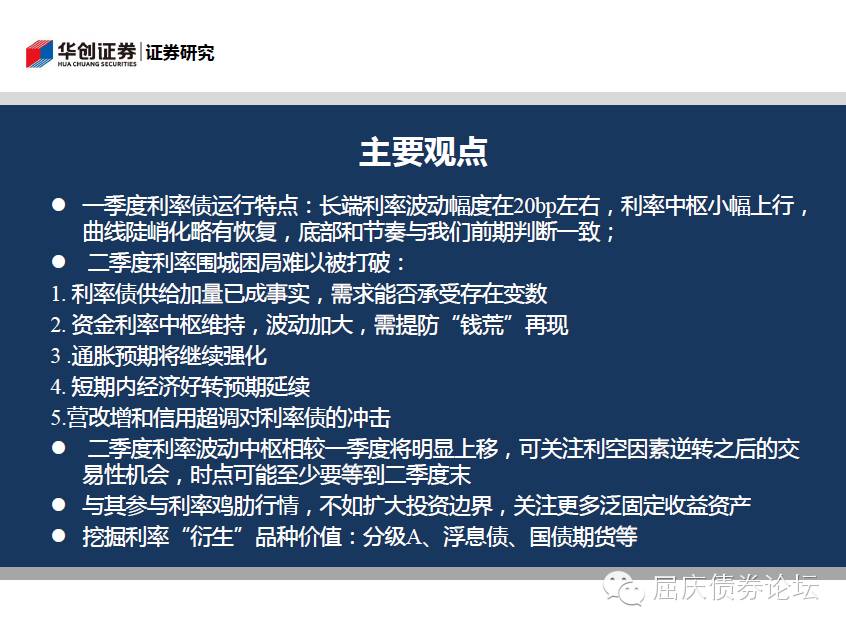 华创证券 证券研究
HUA CHUANG SECURITIES
主要观点
● 一季度利率债运行特点：长端利率波动幅度在20bp左右，利率中枢小幅上行，
曲线陡峭化略有恢复，底部和节奏与我们前期判断一致；
● 二季度利率围城困局难以被打破：
1. 利率债供给加量已成事实，需求能否承受存在变数
2. 资金利率中枢维持，波动加大，需提防“钱荒”再现
3 .通胀预期将继续强化
4. 短期内经济好转预期延续
5.营改增和信用超调对利率债的冲击
● 二季度利率波动中枢相较一季度将明显上移，可关注利空因素逆转之后的交
易性机会，时点可能至少要等到二季度末
● 与其参与利率鸡肋行情，不如扩大投资边界，关注更多泛固定收益资产
● 挖掘利率“衍生”品种价值：分级A、浮息债、国债期货等
屈庆债券论坛